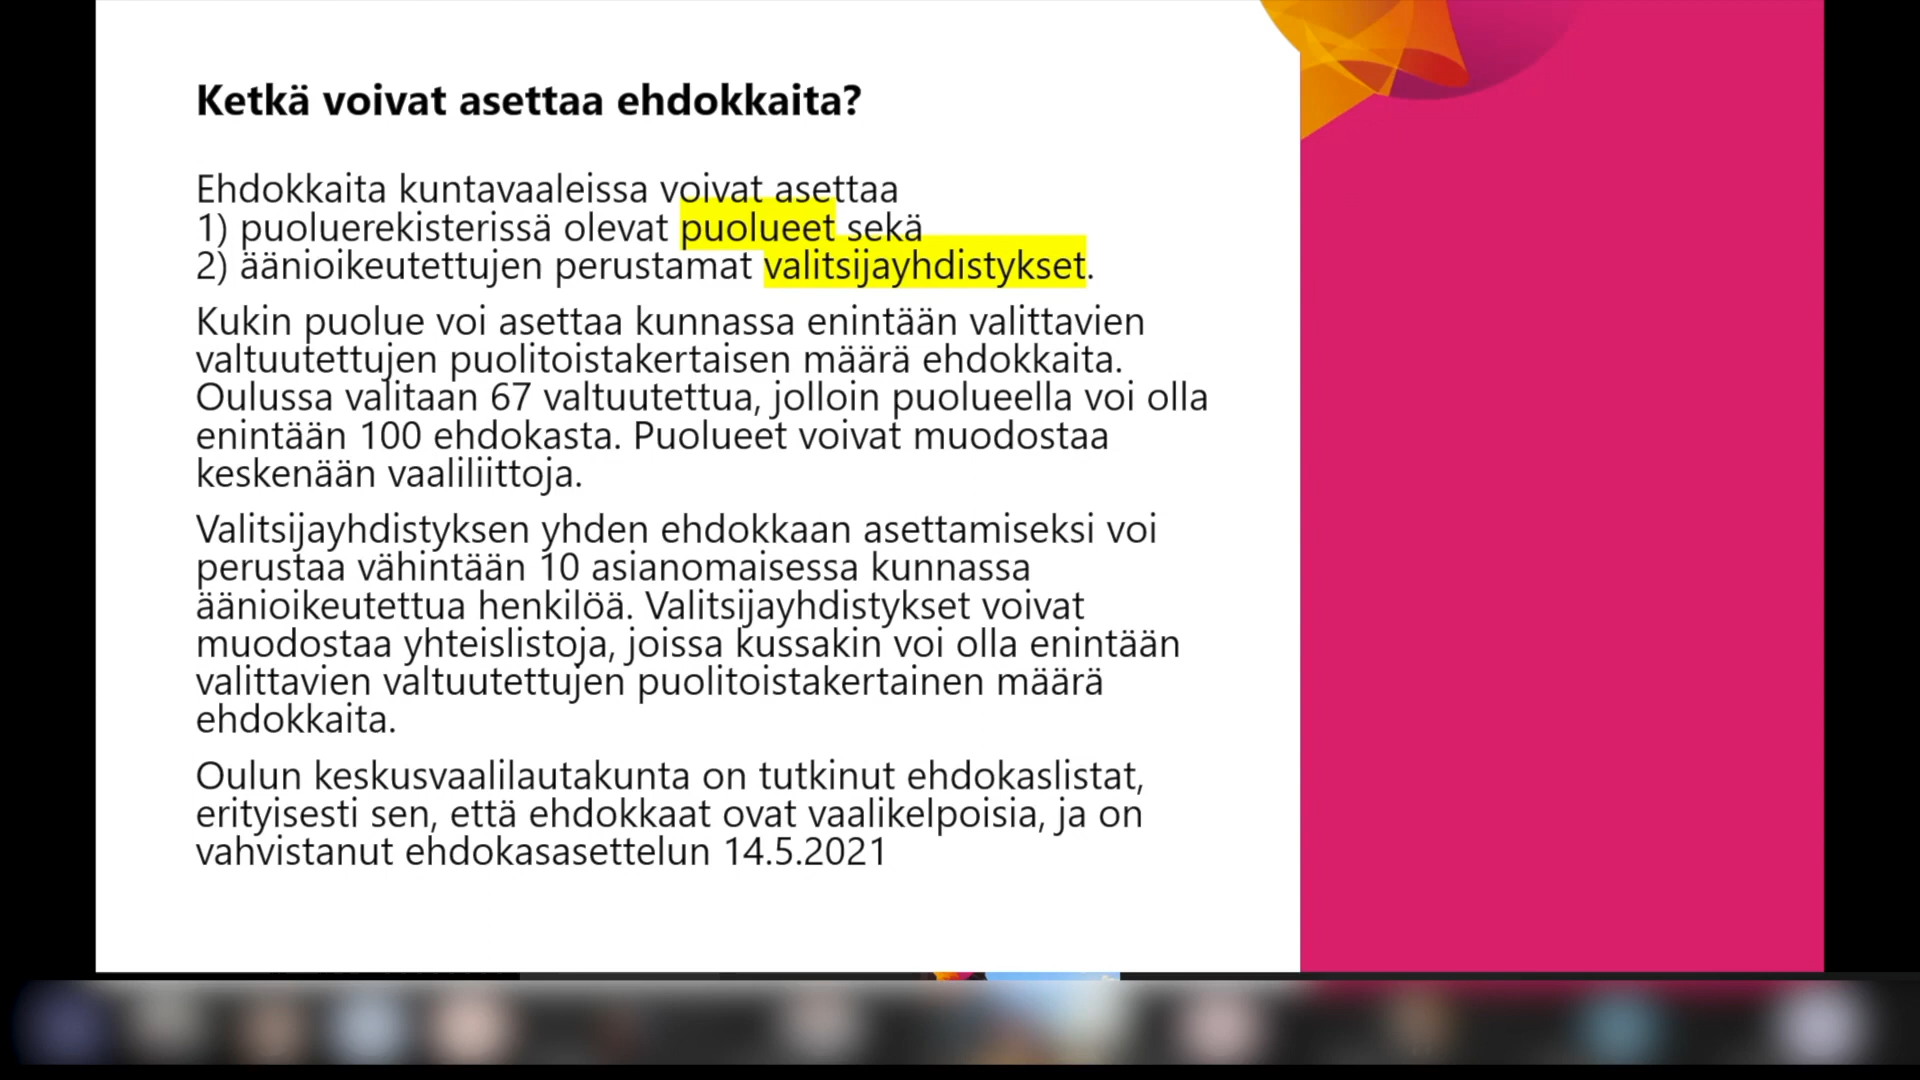 Ketkä voivat asettaa ehdokkaita?
Ehdokkaita kuntavaaleissa voivat asettaa
1) puoluerekisterissä olevat puolueet sekä
2) äänioikeutettujen perustamat valitsijayhdistykset.
Kukin puolue voi asettaa kunnassa enintään valittavien
valtuutettujen puolitoistakertaisen määrä ehdokkaita.
Oulussa valitaan 67 valtuutettua, jolloin puolueella voi olla
enintään 100 ehdokasta. Puolueet voivat muodostaa
keskenään vaaliliittoja.
Valitsijayhdistyksen yhden ehdokkaan asettamiseksi voi
perustaa vähintään 10 asianomaisessa kunnassa
äänioikeutettua henkilöä. Valitsijayhdistykset voivat
muodostaa yhteislistoja, joissa kussakin voi olla enintään
valittavien valtuutettujen puolitoistakertainen määrä
ehdokkaita.
Oulun keskusvaalilautakunta on tutkinut ehdokaslistat,
erityisesti sen, että ehdokkaat ovat vaalikelpoisia, ja on
vahvistanut ehdokasasettelun 14.5.2021